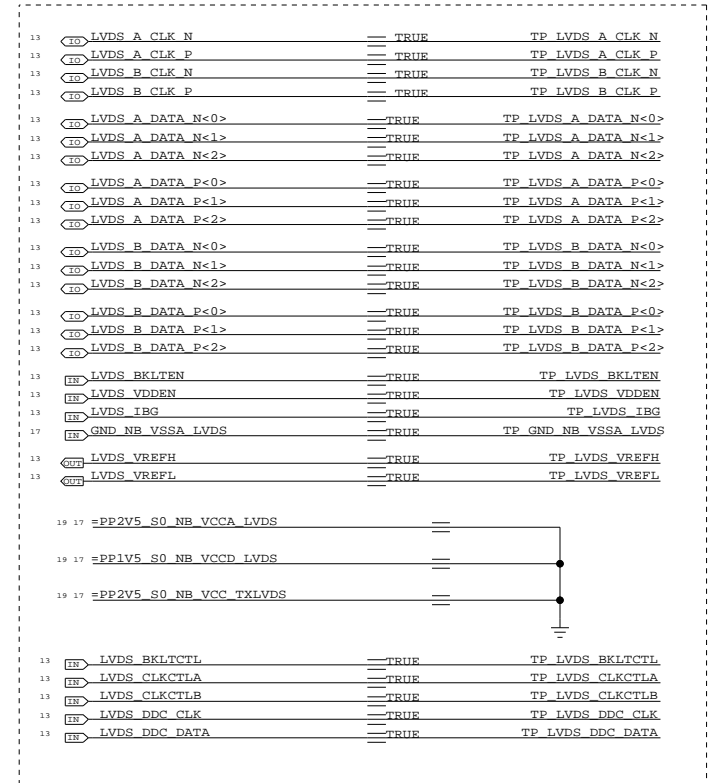 13 IO LVDS_A_CLK_N TRUE TP_LVDS_A_CLK_N
13 IO LVDS_A_CLK_P TRUE TP_LVDS_A_CLK_P
13 IO LVDS_B_CLK_N TRUE TP_LVDS_B_CLK_N
13 IO LVDS_B_CLK_P TRUE TP_LVDS_B_CLK_P
13 IO LVDS_A_DATA_N<0> TRUE TP_LVDS_A_DATA_N<0>
13 IO LVDS_A_DATA_N<1> TRUE TP_LVDS_A_DATA_N<1>
13 IO LVDS_A_DATA_N<2> TRUE TP_LVDS_A_DATA_N<2>
13 IO LVDS_A_DATA_P<0> TRUE TP_LVDS_A_DATA_P<0>
13 IO LVDS_A_DATA_P<1> TRUE TP_LVDS_A_DATA_P<1>
13 IO LVDS_A_DATA_P<2> TRUE TP_LVDS_A_DATA_P<2>
13 IO LVDS_B_DATA_N<0> TRUE TP_LVDS_B_DATA_N<0>
13 IO LVDS_B_DATA_N<1> TRUE TP_LVDS_B_DATA_N<1>
13 IO LVDS_B_DATA_N<2> TRUE TP_LVDS_B_DATA_N<2>
13 IO LVDS_B_DATA_P<0> TRUE TP_LVDS_B_DATA_P<0>
13 IO LVDS_B_DATA_P<1> TRUE TP_LVDS_B_DATA_P<1>
13 IO LVDS_B_DATA_P<2> TRUE TP_LVDS_B_DATA_P<2>
13 IN LVDS_BKLTEN TRUE TP_LVDS_BKLTEN
13 IN LVDS_VDDEN TRUE TP_LVDS_VDDEN
13 IN LVDS_IBG TRUE TP_LVDS_IBG
17 IN GND_NB_VSSA_LVDS TRUE TP_GND_NB_VSSA_LVDS
13 OUT LVDS_VREFH TRUE TP_LVDS_VREFH
13 OUT LVDS_VREFL TRUE TP_LVDS_VREFL
19 17 =PP2V5_S0_NB_VCCA_LVDS
19 17 =PP1V5_S0_NB_VCCD_LVDS
19 17 =PP2V5_S0_NB_VCC_TXLVDS
13 IN LVDS_BKLTCTL TRUE TP_LVDS_BKLTCTL
13 IN LVDS_CLKCTLA TRUE TP_LVDS_CLKCTLA
13 IN LVDS_CLKCTLB TRUE TP_LVDS_CLKCTLB
13 IN LVDS_DDC_CLK TRUE TP_LVDS_DDC_CLK
13 IN LVDS_DDC_DATA TRUE TP_LVDS_DDC_DATA